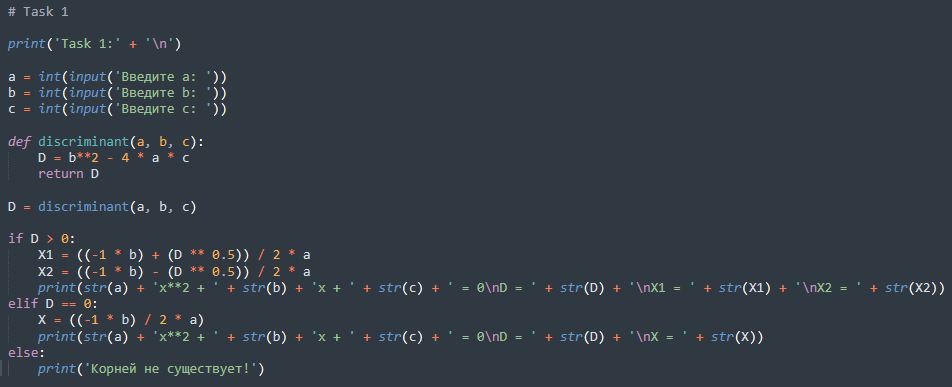 # Task 1
print('Task 1:' + '\n')
a = int(input('Введите a: '))
b = int(input('Введите b: '))
c = int(input('Введите c: '))
def discriminant(a, b, c):
D = b**2 - 4 * a * c
return D
D = discriminant(a, b, c)
if D > 0:
X1 = ((-1 * b) + (D ** 0.5)) / 2 * a
X2 = ((-1 * b) - (D ** 0.5)) / 2 * a
print(str(a) + 'x**2 + ' + str(b) + 'x + ' + str(c) + ' = 0\nD = ' + str(D) + '\nX1 = ' + str(X1) + '\nX2 = ' + str(X2))
elif D == 0:
X = ((-1 * b) / 2 * a)
print(str(a) + 'x**2 + ' + str(b) + 'x + ' + str(c) + ' = 0\nD = ' + str(D) + '\nX = ' + str(X))
else:
print('Корней не существует!')